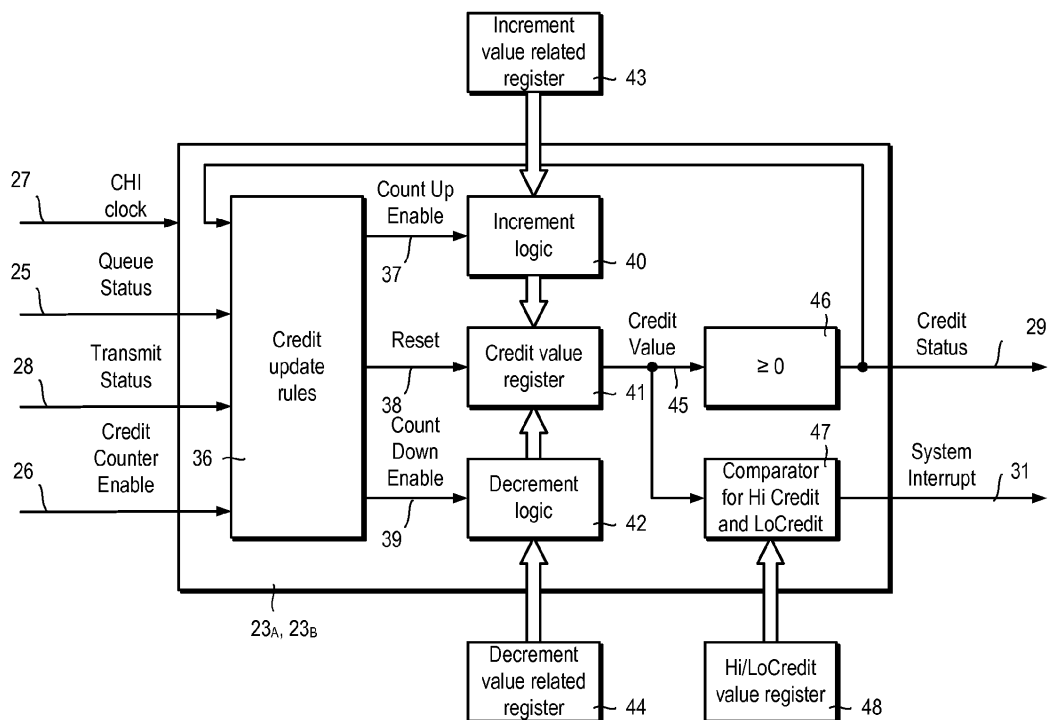 Increment
value related
register
43
27
CHI
clock
Count Up
Enable
37
Increment
logic
40
25
Queue
Status
28
Transmit
Status
26
Credit
Counter
Enable
Credit
update
rules
36
Reset
38
Credit value
register
41
Credit
Value
45
46
≥ 0
Credit
Status
29
Count
Down
Enable
39
Decrement
logic
42
47
Comparator
for Hi Credit
and LoCredit
System
Interrupt
31
23A, 23B
Decrement
value related
register
44
Hi/LoCredit
value register
48